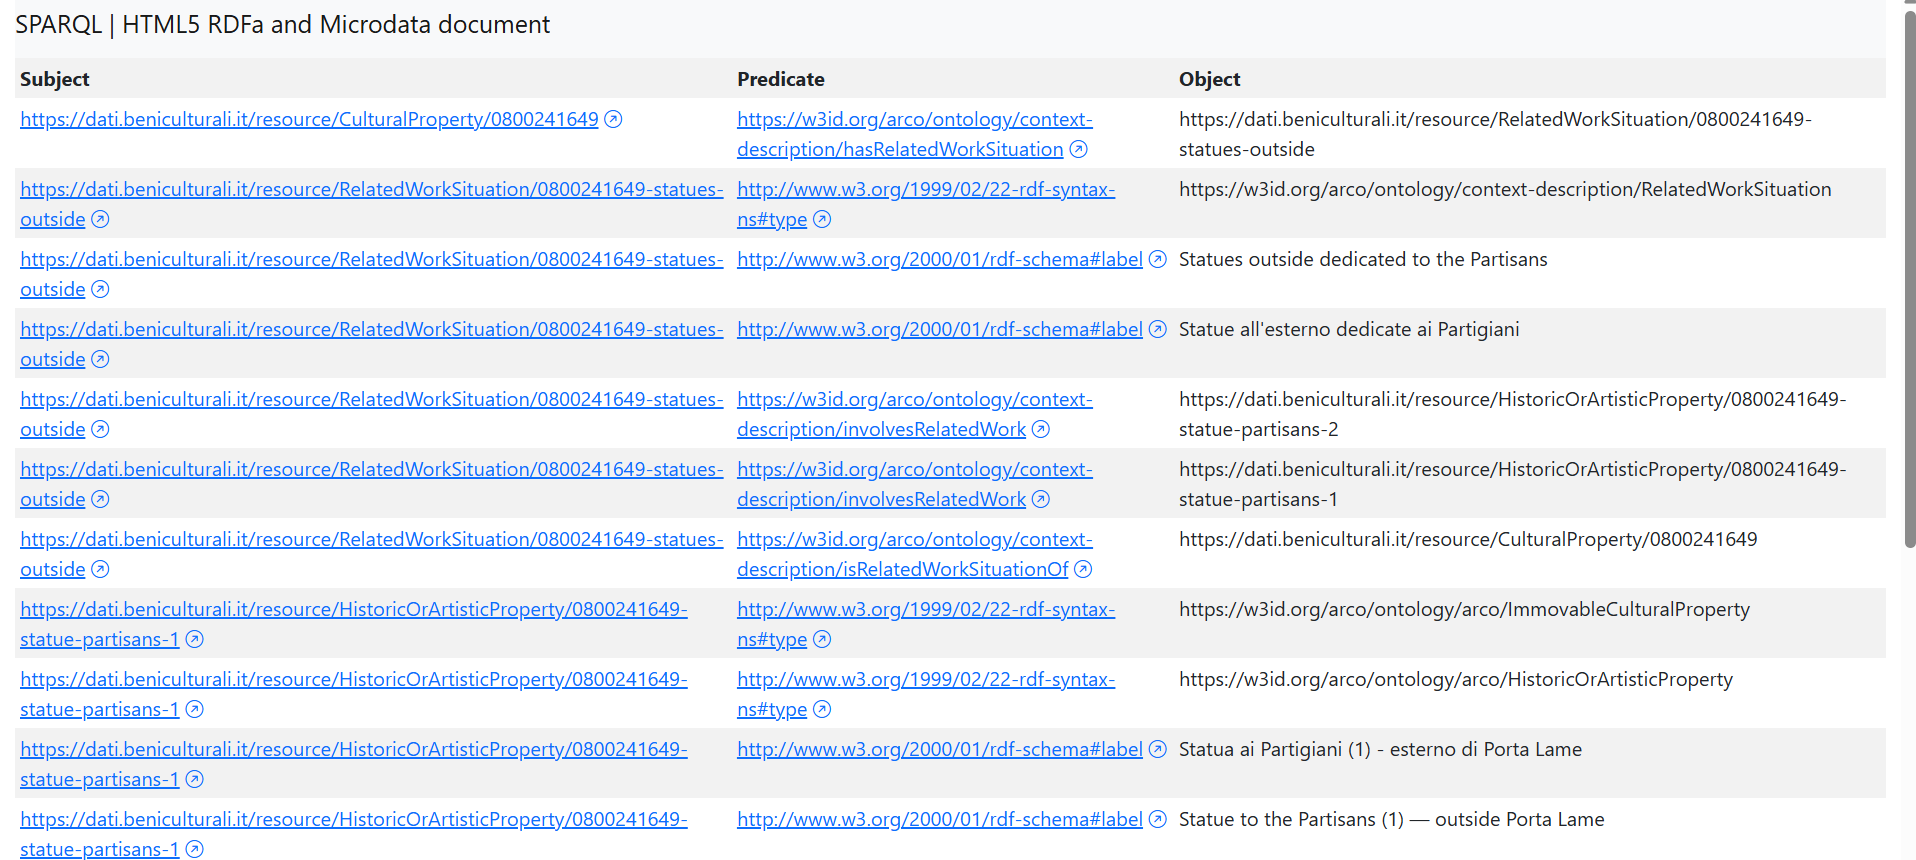 SPARQL | HTML5 RDFa and Microdata document
Subject Predicate Object
https://dati.beniculturali.it/resource/CulturalProperty/0800241649 https://w3id.org/arco/ontology/context- https://dati.beniculturali.it/resource/RelatedWorkSituation/0800241649-
description/hasRelatedWorkSituation statues-outside
https://dati.beniculturali.it/resource/RelatedWorkSituation/0800241649-statues- http://www.w3.org/1999/02/22-rdf-syntax- https://w3id.org/arco/ontology/context-description/RelatedWorkSituation
outside ns#type
https://dati.beniculturali.it/resource/RelatedWorkSituation/0800241649-statues- http://www.w3.org/2000/01/rdf-schema#label Statues outside dedicated to the Partisans
outside
https://dati.beniculturali.it/resource/RelatedWorkSituation/0800241649-statues- http://www.w3.org/2000/01/rdf-schema#label Statue all'esterno dedicate ai Partigiani
outside
https://dati.beniculturali.it/resource/RelatedWorkSituation/0800241649-statues- https://w3id.org/arco/ontology/context- https://dati.beniculturali.it/resource/HistoricOrArtisticProperty/0800241649-
outside description/involvesRelatedWork statue-partisans-2
https://dati.beniculturali.it/resource/RelatedWorkSituation/0800241649-statues- https://w3id.org/arco/ontology/context- https://dati.beniculturali.it/resource/HistoricOrArtisticProperty/0800241649-
outside description/involvesRelatedWork statue-partisans-1
https://dati.beniculturali.it/resource/RelatedWorkSituation/0800241649-statues- https://w3id.org/arco/ontology/context- https://dati.beniculturali.it/resource/CulturalProperty/0800241649
outside description/isRelatedWorkSituationOf
https://dati.beniculturali.it/resource/HistoricOrArtisticProperty/0800241649- http://www.w3.org/1999/02/22-rdf-syntax- https://w3id.org/arco/ontology/arco/ImmovableCulturalProperty
statue-partisans-1 ns#type
https://dati.beniculturali.it/resource/HistoricOrArtisticProperty/0800241649- http://www.w3.org/1999/02/22-rdf-syntax- https://w3id.org/arco/ontology/arco/HistoricOrArtisticProperty
statue-partisans-1 ns#type
https://dati.beniculturali.it/resource/HistoricOrArtisticProperty/0800241649- http://www.w3.org/2000/01/rdf-schema#label Statua ai Partigiani (1) - esterno di Porta Lame
statue-partisans-1
https://dati.beniculturali.it/resource/HistoricOrArtisticProperty/0800241649- http://www.w3.org/2000/01/rdf-schema#label Statue to the Partisans (1) — outside Porta Lame
statue-partisans-1